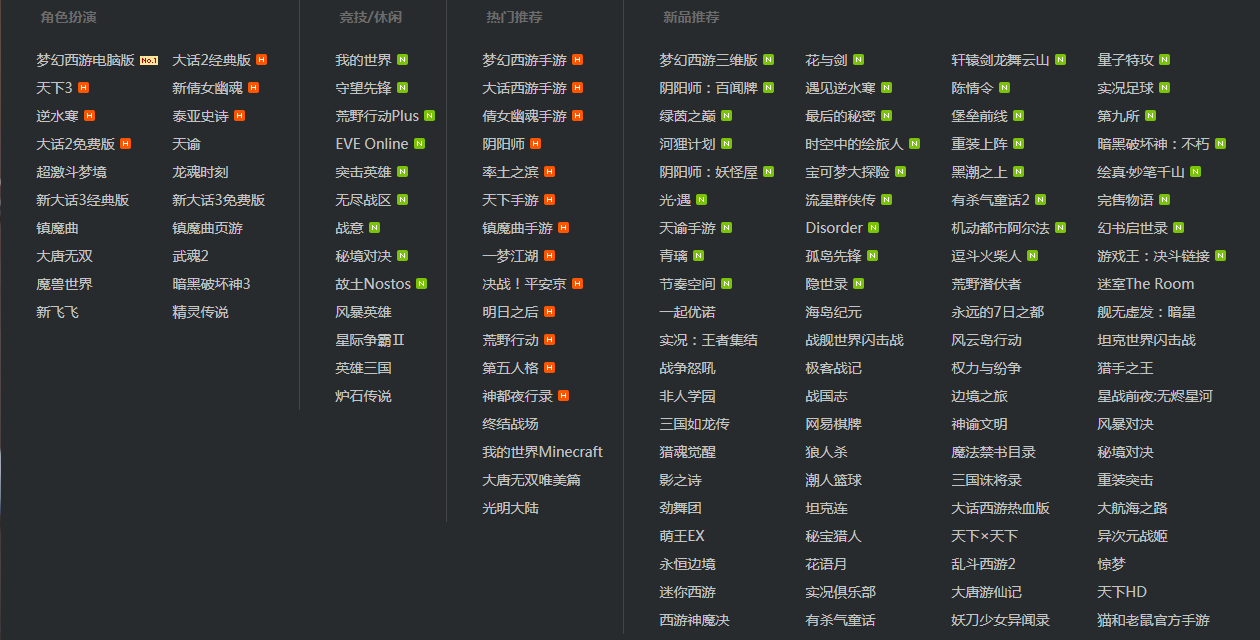 角色扮演
梦幻西游电脑版 No.1 大话2经典版 H
天下3 H 新倩女幽魂 H
逆水寒 H 泰亚史诗 H
大话2免费版 H 天谕
超激斗梦境 龙魂时刻
新大话3经典版 新大话3免费版
镇魔曲 镇魔曲页游
大唐无双 武魂2
魔兽世界 暗黑破坏神3
新飞飞 精灵传说
竞技/休闲
我的世界 N
守望先锋 N
荒野行动Plus N
EVE Online N
突击英雄 N
无尽战区 N
战意 N
秘境对决 N
故土Nostos N
风暴英雄
星际争霸Ⅱ
英雄三国
炉石传说
热门推荐
梦幻西游手游 H
大话西游手游 H
倩女幽魂手游 H
阴阳师 H
率土之滨 H
天下手游 H
镇魔曲手游 H
一梦江湖 H
决战！平安京 H
明日之后 H
荒野行动 H
第五人格 H
神都夜行录 H
终结战场
我的世界Minecraft
大唐无双唯美篇
光明大陆
新品推荐
梦幻西游三维版 N 花与剑 N 轩辕剑龙舞云山 N 量子特攻 N
阴阳师：百闻牌 N 遇见逆水寒 N 陈情令 N 实况足球 N
绿茵之巅 N 最后的秘密 N 堡垒前线 N 第九所 N
河狸计划 N 时空中的绘旅人 N 重装上阵 N 暗黑破坏神：不朽 N
阴阳师：妖怪屋 N 宝可梦大探险 N 黑潮之上 N 绘真·妙笔千山 N
光·遇 N 流星群侠传 N 有杀气童话2 N 完售物语 N
天谕手游 N Disorder N 机动都市阿尔法 N 幻书启世录 N
青璃 N 孤岛先锋 N 逗斗火柴人 N 游戏王：决斗链接 N
节奏空间 N 隐世录 N 荒野潜伏者 迷室The Room
一起优诺 海岛纪元 永远的7日之都 舰无虚发：暗星
实况：王者集结 战舰世界闪击战 风云岛行动 坦克世界闪击战
战争怒吼 极客战记 权力与纷争 猎手之王
非人学园 战国志 边境之旅 星战前夜:无烬星河
三国如龙传 网易棋牌 神谕文明 风暴对决
猎魂觉醒 狼人杀 魔法禁书目录 秘境对决
影之诗 潮人篮球 三国诛将录 重装突击
劲舞团 坦克连 大话西游热血版 大航海之路
萌王EX 秘宝猎人 天下×天下 异次元战姬
永恒边境 花语月 乱斗西游2 惊梦
迷你西游 实况俱乐部 大唐游仙记 天下HD
西游神魔决 有杀气童话 妖刀少女异闻录 猫和老鼠官方手游